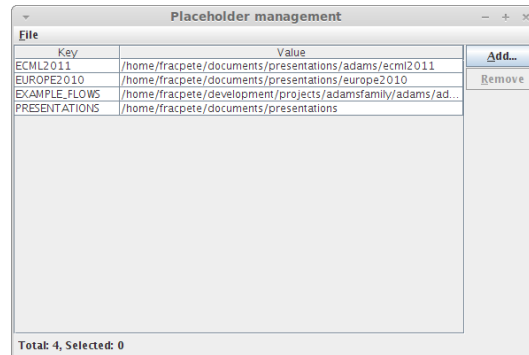 Placeholder management
File
Key Value
ECML2011 /home/fracpete/documents/presentations/adams/ecml2011
EUROPE2010 /home/fracpete/documents/presentations/europe2010
EXAMPLE_FLOWS /home/fracpete/development/projects/adamsfamily/adams/ad...
PRESENTATIONS /home/fracpete/documents/presentations
Add...
Remove
Total: 4, Selected: 0